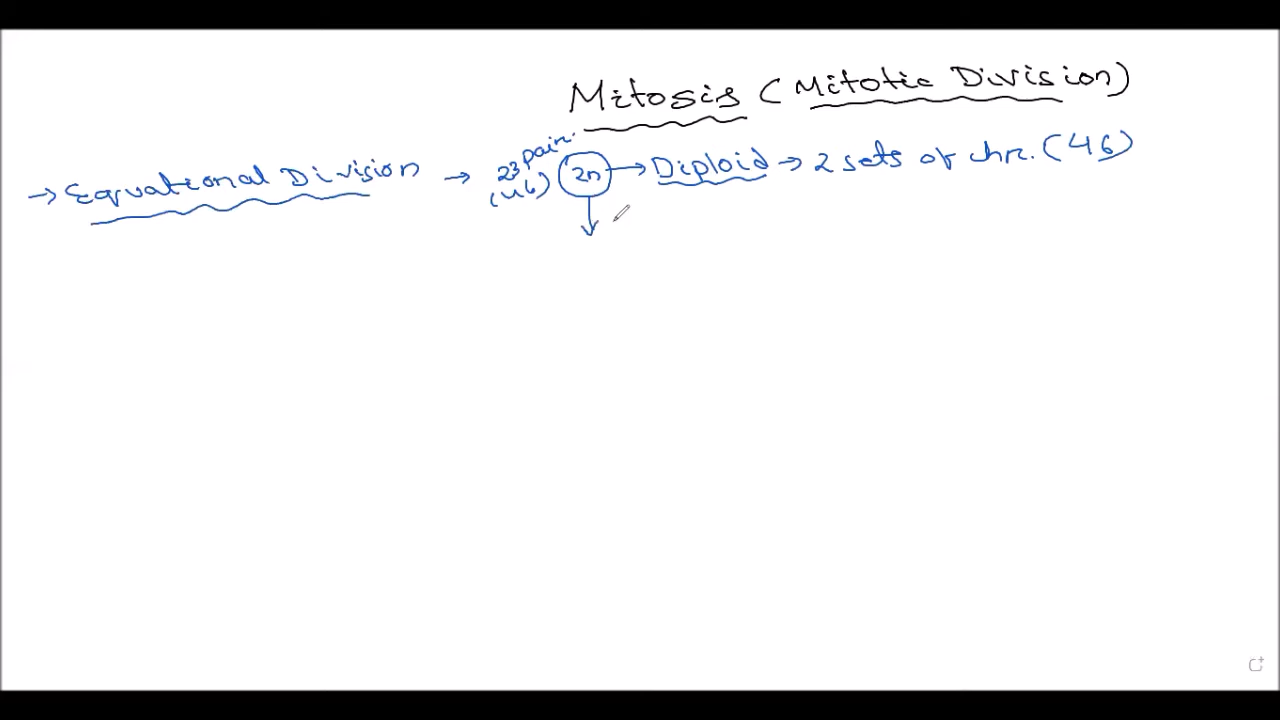 Mitosis (Mitotic Division)
→ Equational Division → 23 pair. (46) 2n → Diploid → 2 sets of chr. (46)